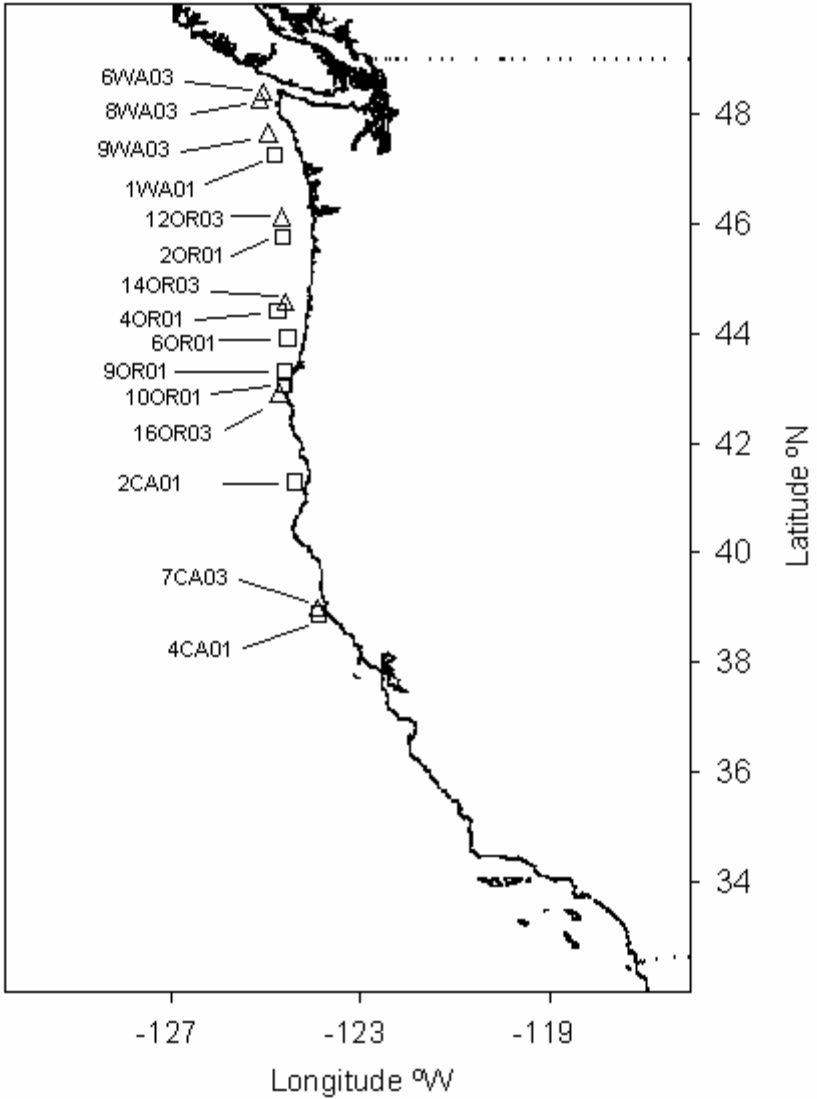 6WA03
8WA03
9WA03
1WA01
12OR03
2OR01
14OR03
4OR01
6OR01
9OR01
10OR01
16OR03
2CA01
7CA03
4CA01
48
46
44
42
40
38
36
34
Latitude ºN
-127 -123 -119
Longitude ºW